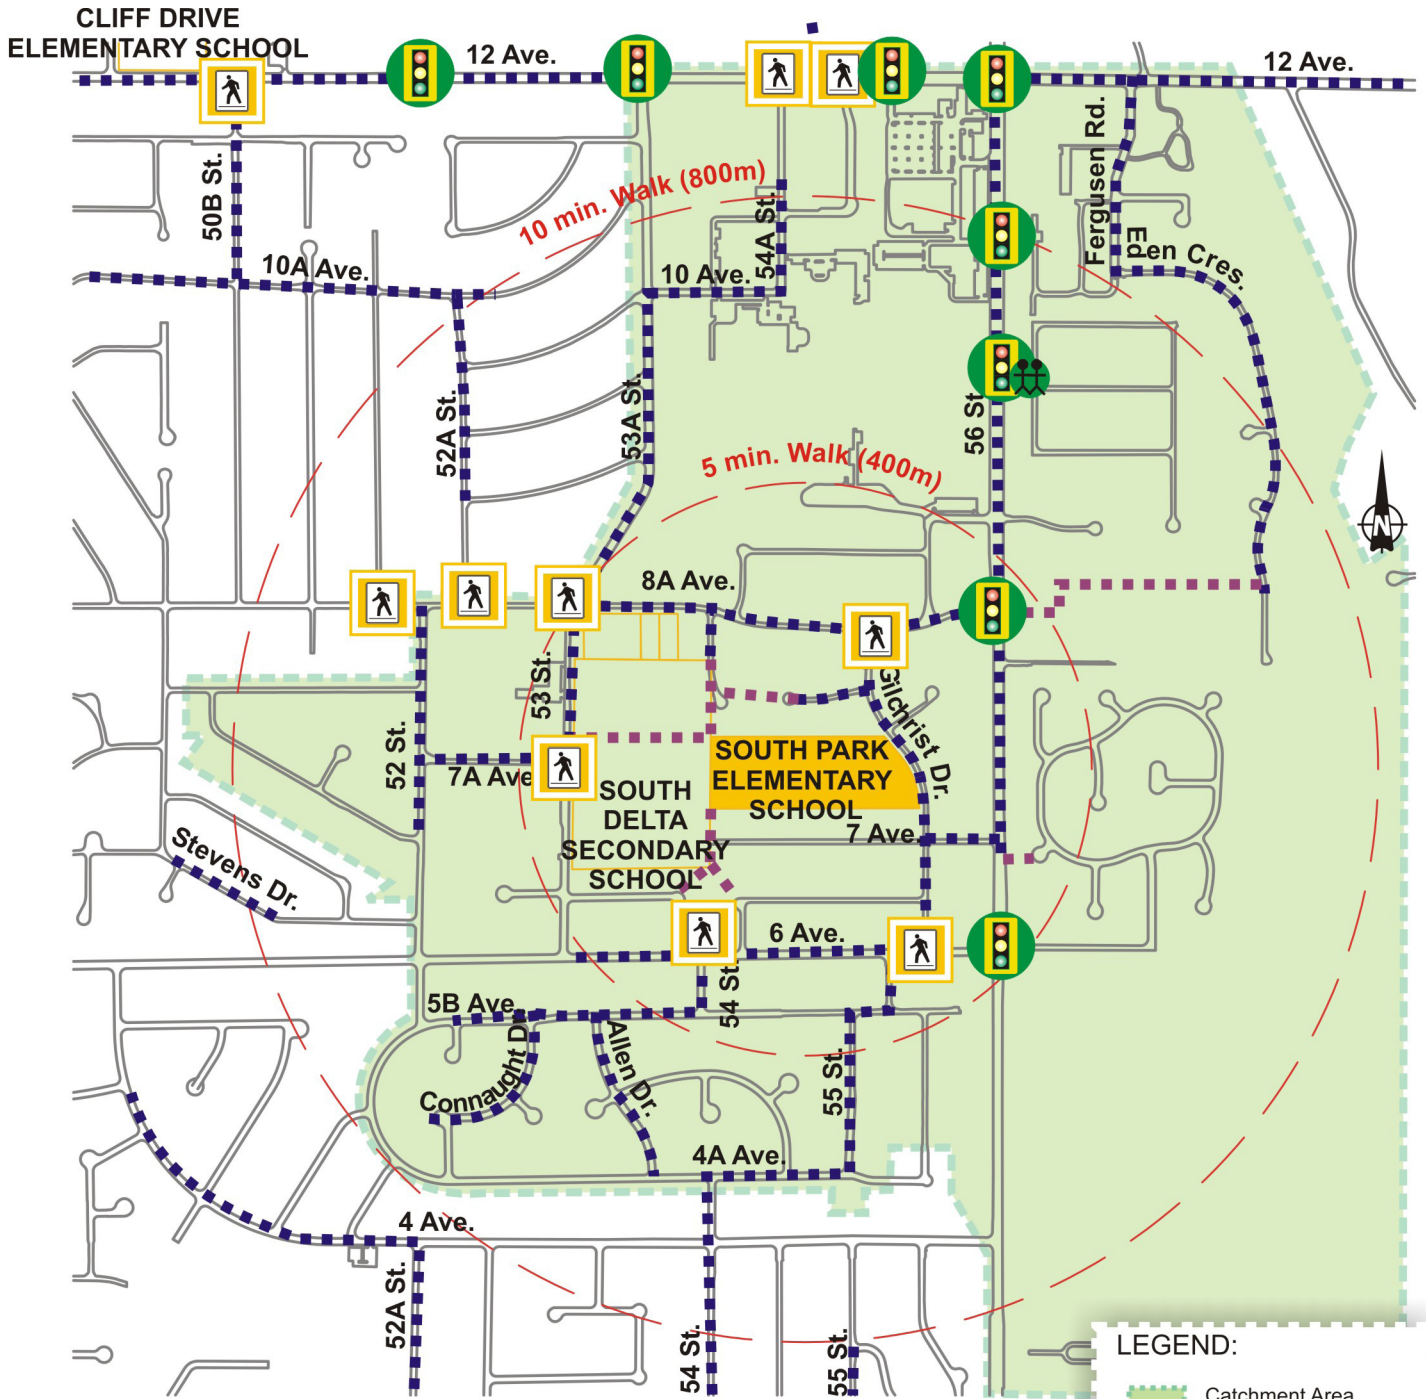 CLIFF DRIVE
ELEMENTARY SCHOOL
12 Ave.
12 Ave.
50B St.
10 min. Walk (800m)
54A St.
Fergusen Rd.
Eden Cres.
10A Ave.
10 Ave.
52A St.
53A St.
56 St
5 min. Walk (400m)
N
8A Ave.
53 St.
Gilchrist Dr.
52 St.
7A Ave
SOUTH PARK
ELEMENTARY
SCHOOL
SOUTH
DELTA
SECONDARY
SCHOOL
7 Ave.
Stevens Dr.
6 Ave.
54 St.
5B Ave.
Connaught Dr.
Allen Dr.
55 St.
4A Ave.
4 Ave.
52A St.
54 St.
55 St.
LEGEND:
Catchment Area